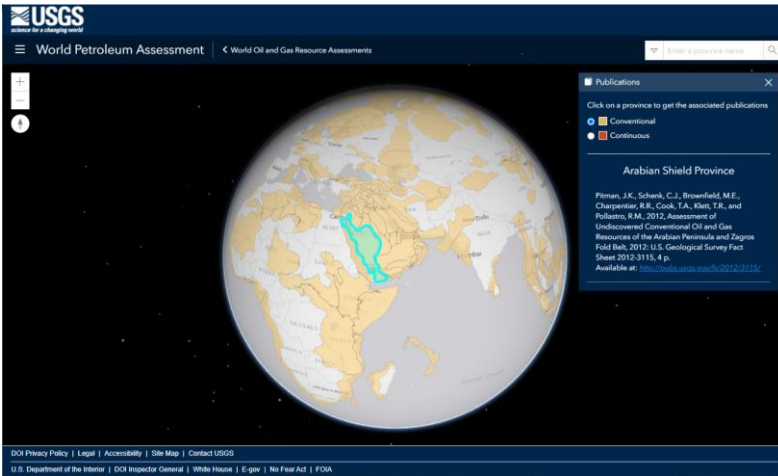 USGS
science for a changing world
World Petroleum Assessment
World Oil and Gas Resource Assessments
Enter a province name
Publications
Click on a province to get the associated publications
Conventional
Continuous
Arabian Shield Province
Pitman, J.K., Schenk, C.J., Brownfield, M.E.,
Charpentier, R.R., Cook, T.A., Klett, T.R., and
Pollastro, R.M., 2012, Assessment of
Undiscovered Conventional Oil and Gas
Resources of the Arabian Peninsula and Zagros
Fold Belt, 2012: U.S. Geological Survey Fact
Sheet 2012-3115, 4 p.
Available at: http://pubs.usgs.gov/fs/2012/3115/
DOI Privacy Policy | Legal | Accessibility | Site Map | Contact USGS
U.S. Department of the Interior | DOI Inspector General | White House | E-gov | No Fear Act | FOIA